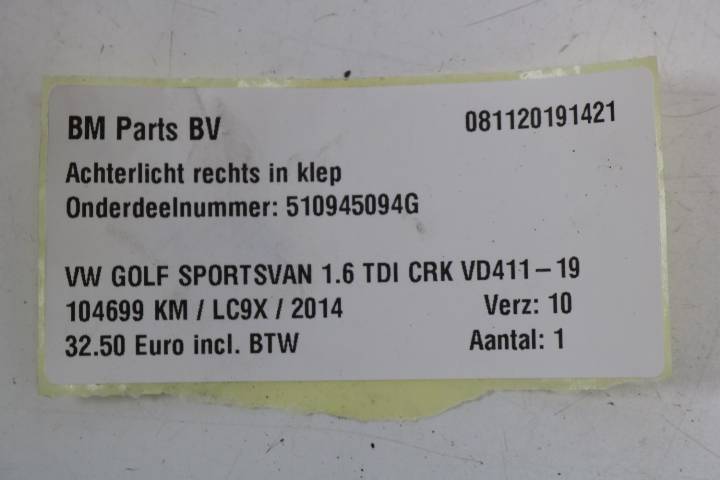 BM Parts BV 081120191421
Achterlicht rechts in klep
Onderdeelnummer: 510945094G
VW GOLF SPORTSVAN 1.6 TDI CRK VD411-19
104699 KM / LC9X / 2014 Verz: 10
32.50 Euro incl. BTW Aantal: 1